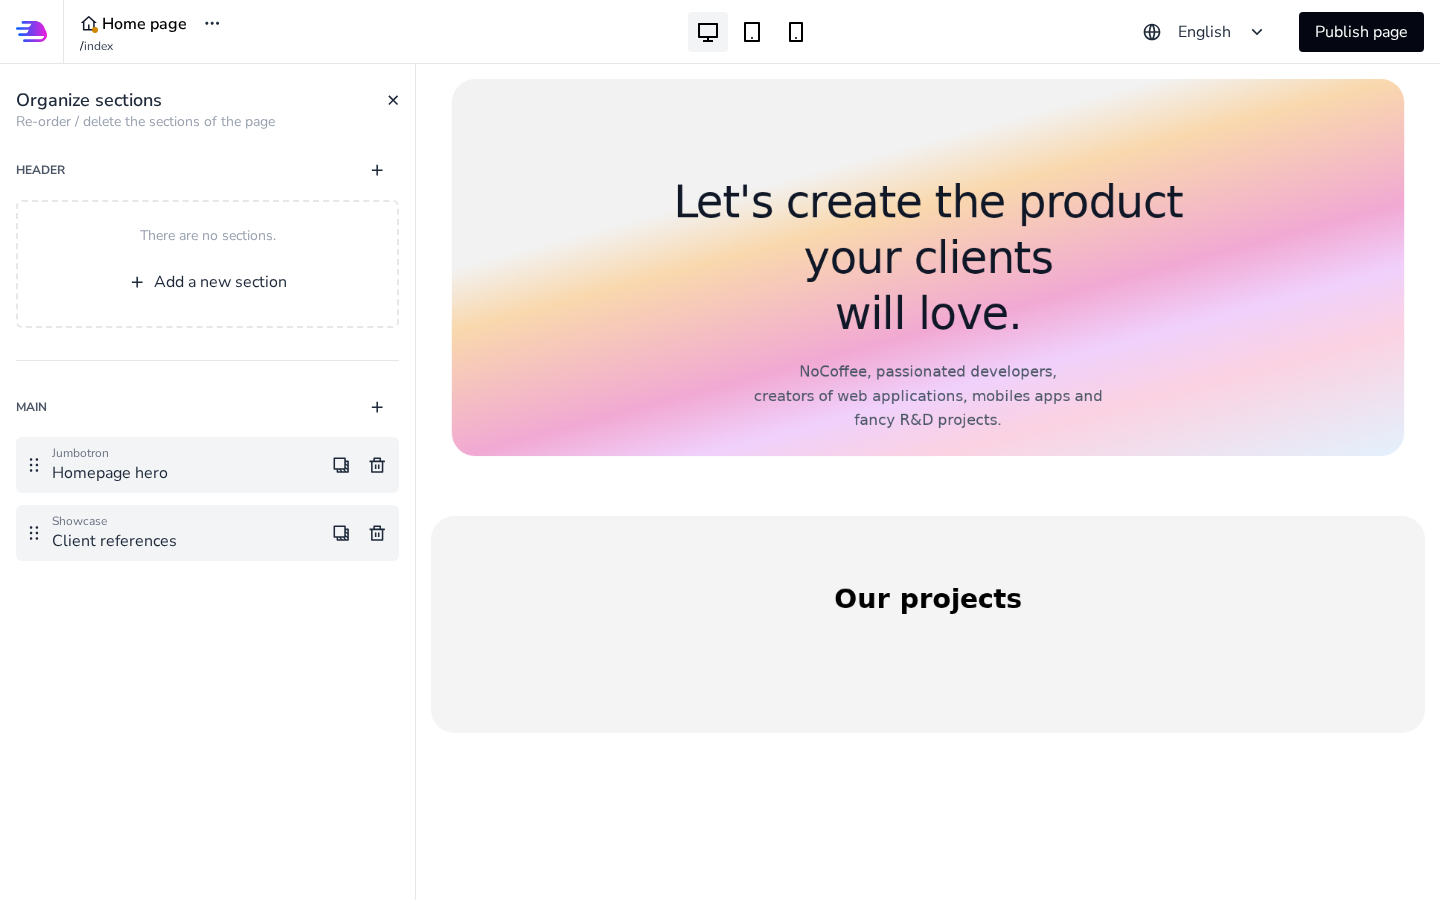 Home page
/index
English
Publish page
Organize sections
Re-order / delete the sections of the page
HEADER
There are no sections.
Add a new section
MAIN
Jumbotron
Homepage hero
Showcase
Client references
Let's create the product
your clients
will love.
NoCoffee, passionated developers,
creators of web applications, mobiles apps and
fancy R&D projects.
Our projects